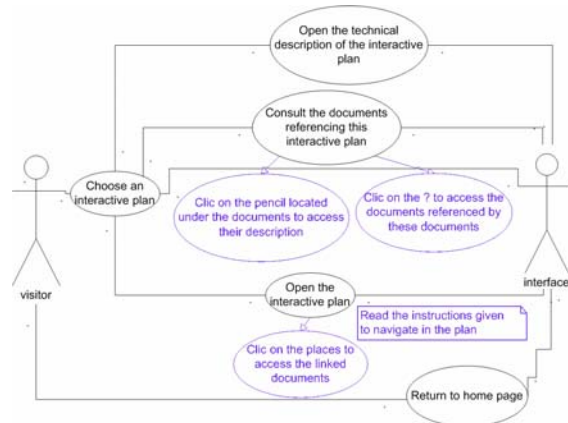 Open the technical
description of the interactive
plan
Consult the documents
referencing this
interactive plan
Choose an
interactive plan
Clic on the pencil located
under the documents to access
their description
Clic on the ? to access the
documents referenced by
these documents
visitor
interface
Open the
interactive plan
Read the instructions given
to navigate in the plan
Clic on the places to
access the linked
documents
Return to home page